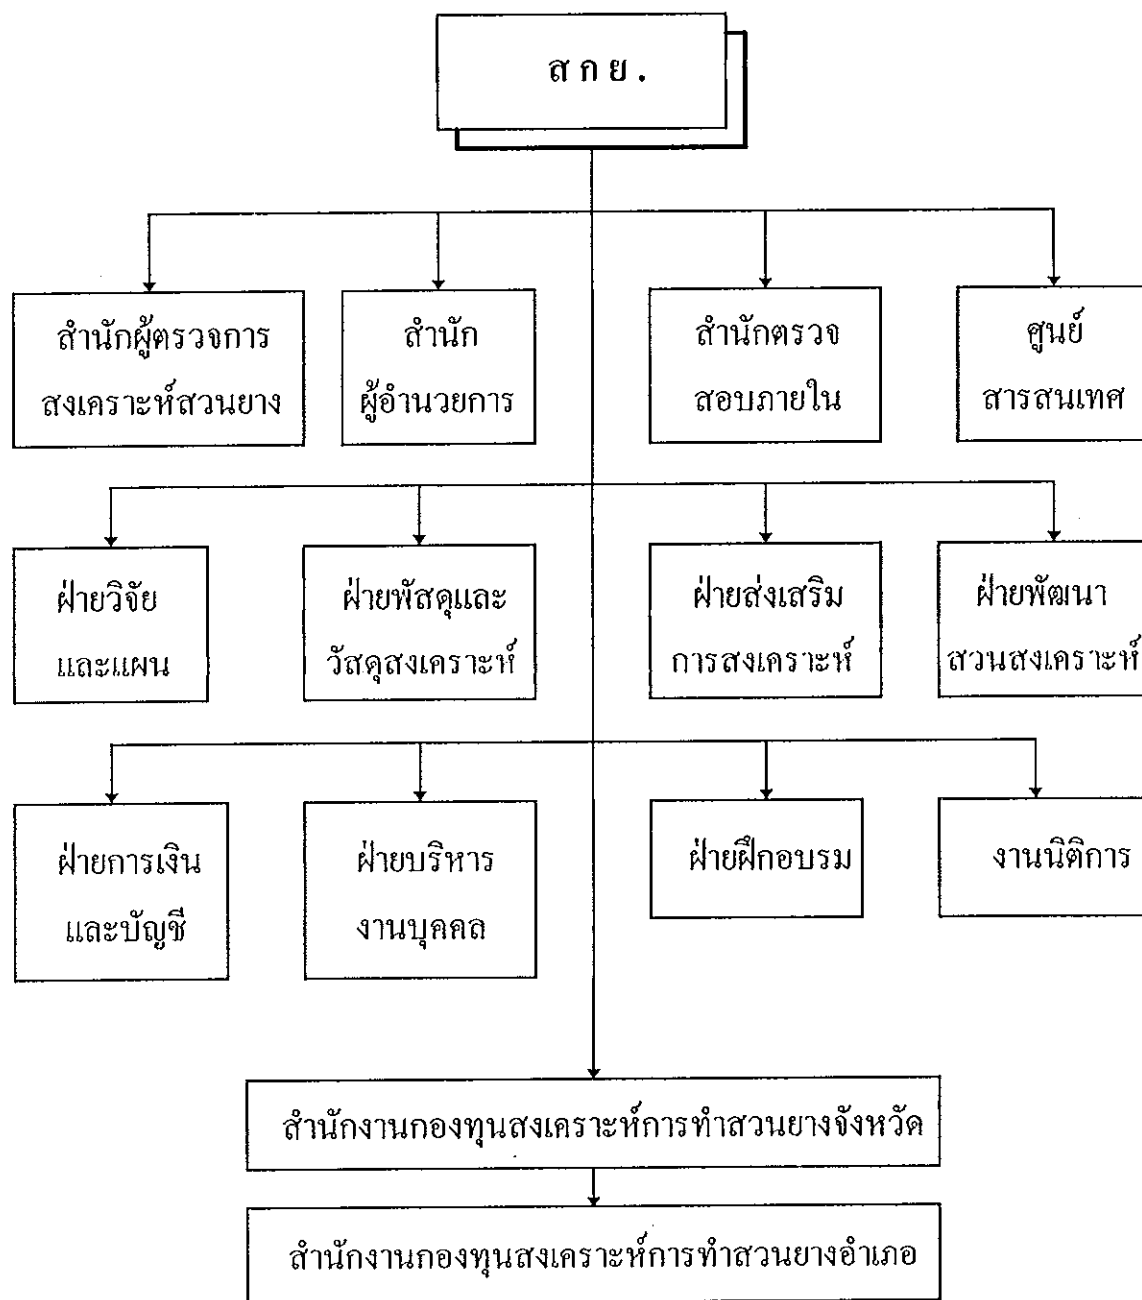 สกย.
สำนักผู้ตรวจการ
สงเคราะห์สวนยาง
สำนัก
ผู้อำนวยการ
สำนักตรวจ
สอบภายใน
ศูนย์
สารสนเทศ
ฝ่ายวิจัย
และแผน
ฝ่ายพัสดุและ
วัสดุสงเคราะห์
ฝ่ายส่งเสริม
การสงเคราะห์
ฝ่ายพัฒนา
สวนสงเคราะห์
ฝ่ายการเงิน
และบัญชี
ฝ่ายบริหาร
งานบุคคล
ฝ่ายฝึกอบรม
งานนิติการ
สำนักงานกองทุนสงเคราะห์การทำสวนยางจังหวัด
สำนักงานกองทุนสงเคราะห์การทำสวนยางอำเภอ